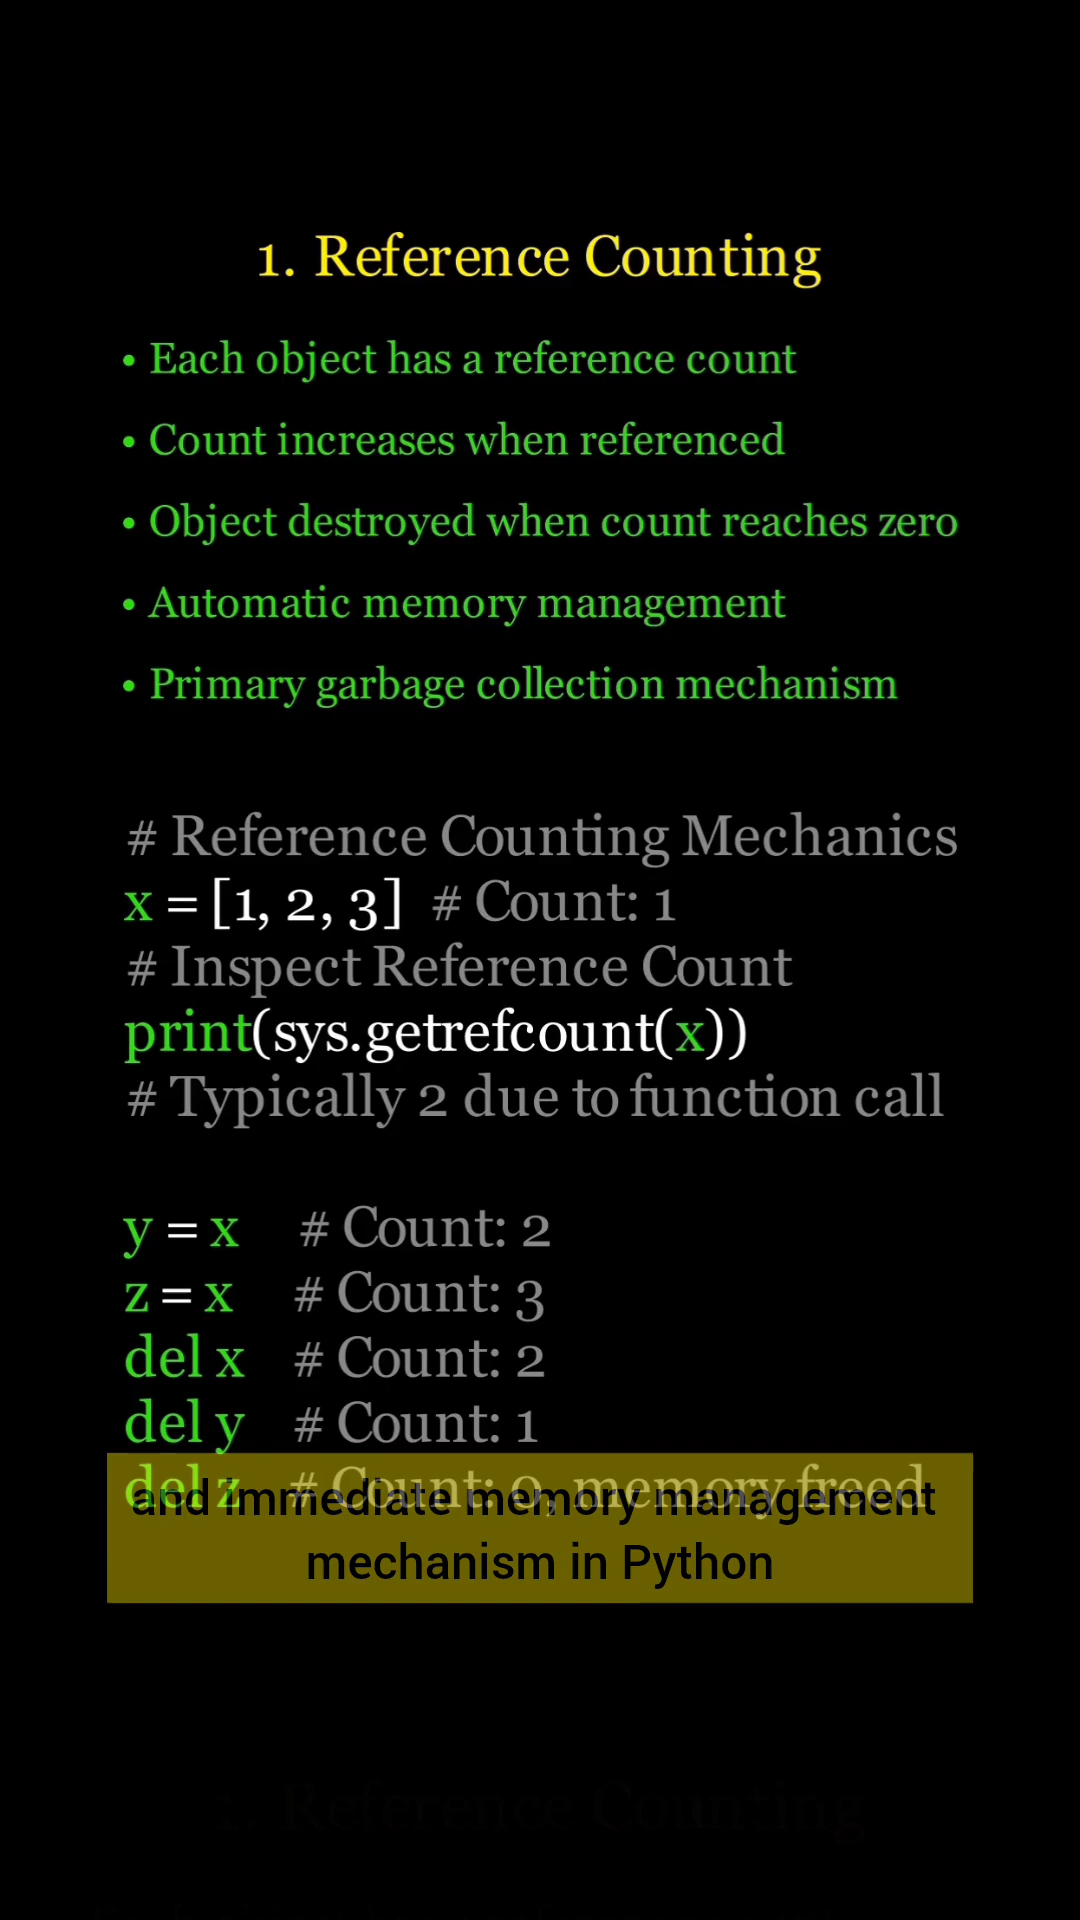 1. Reference Counting
• Each object has a reference count
• Count increases when referenced
• Object destroyed when count reaches zero
• Automatic memory management
• Primary garbage collection mechanism
# Reference Counting Mechanics
x = [1, 2, 3]  # Count: 1
# Inspect Reference Count
print(sys.getrefcount(x))
# Typically 2 due to function call
y = x    # Count: 2
z = x    # Count: 3
del x   # Count: 2
del y   # Count: 1
del z   # Count: 0, memory freed
and immediate memory management
mechanism in Python
1. Reference Counting